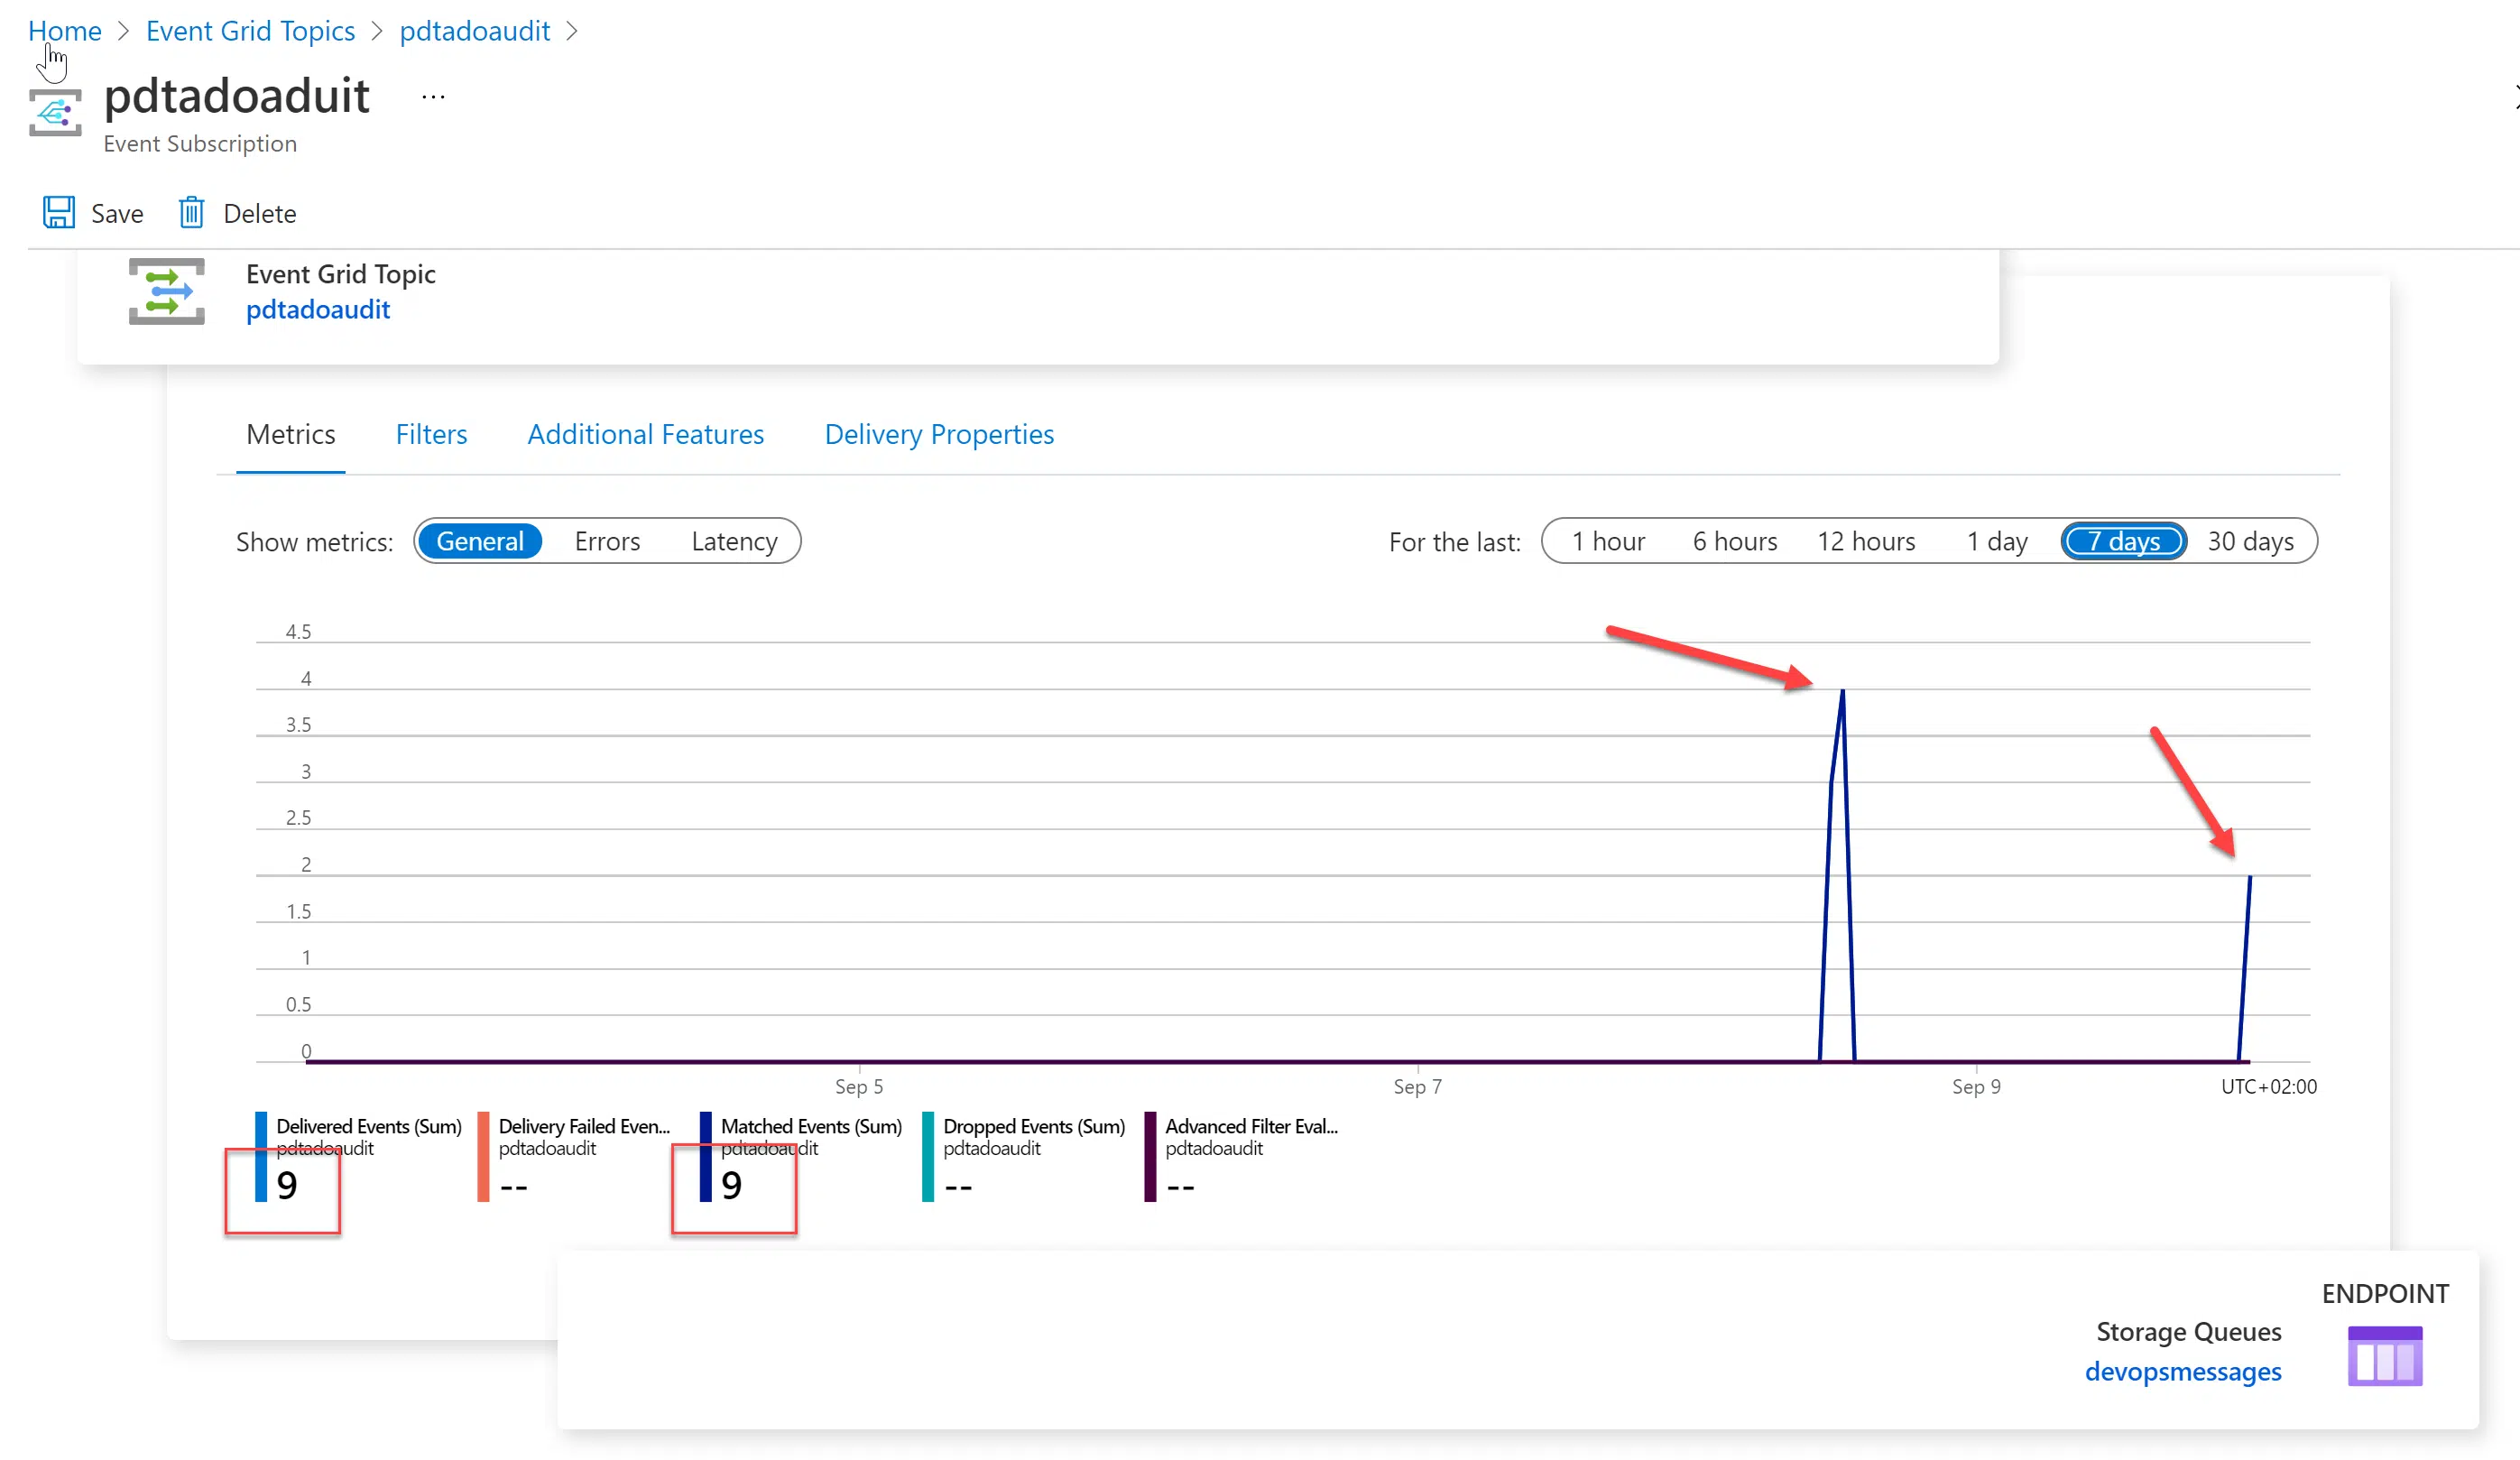 Home > Event Grid Topics > pdtadoaudit >
pdtadoaduit ...
Event Subscription
Save Delete
Event Grid Topic
pdtadoaudit
Metrics Filters Additional Features Delivery Properties
Show metrics: General Errors Latency For the last: 1 hour 6 hours 12 hours 1 day 7 days 30 days
4.5
4
3.5
3
2.5
2
1.5
1
0.5
0
Sep 5 Sep 7 Sep 9 UTC+02:00
Delivered Events (Sum) Delivery Failed Even... Matched Events (Sum) Dropped Events (Sum) Advanced Filter Eval...
pdtadoaudit pdtadoaudit pdtadoaudit pdtadoaudit pdtadoaudit
9 -- 9 -- --
ENDPOINT
Storage Queues
devopsmessages